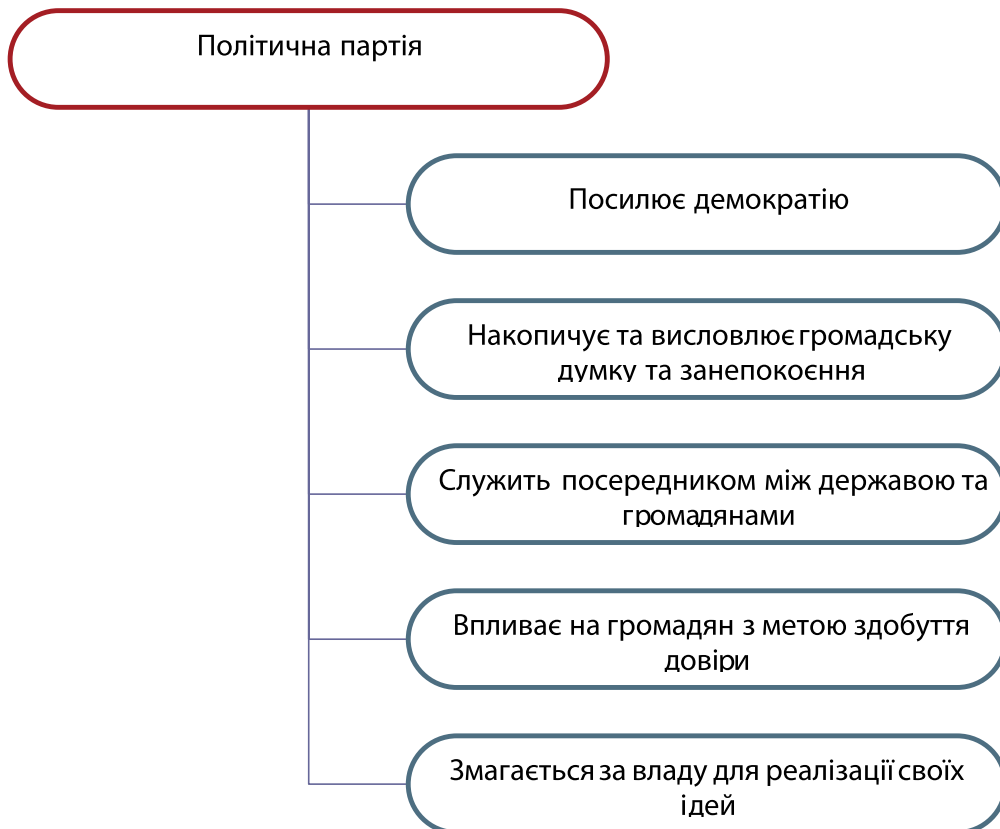 Політична партія
Посилює демократію
Накопичує та висловлює громадську
думку та занепокоєння
Служить посередником між державою та
громадянами
Впливає на громадян з метою здобуття
довіри
Змагається за владу для реалізації своїх
ідей